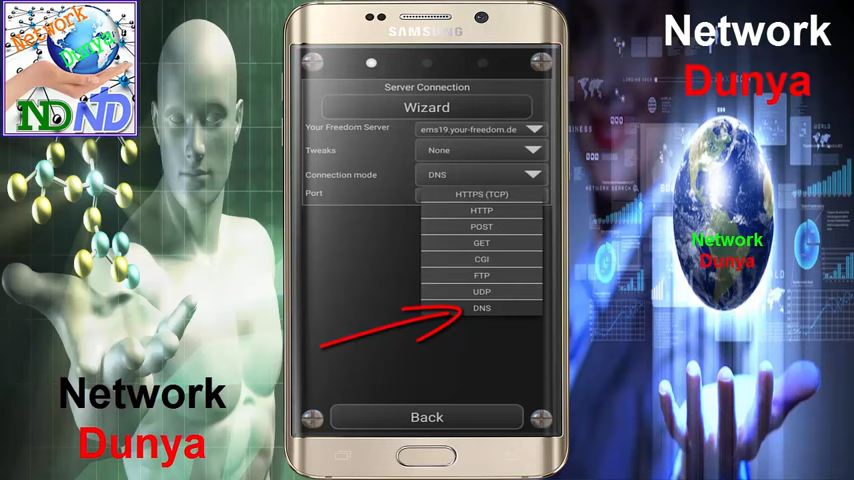 Network
Dunya
ND ND
Network
Dunya
SAMSUNG
Server Connection
Wizard
Your Freedom Server
ems19.your-freedom.de
Tweaks
None
Connection mode
DNS
Port
HTTPS (TCP)
HTTP
POST
GET
CGI
FTP
UDP
DNS
Back
Network
Dunya
Network
Dunya